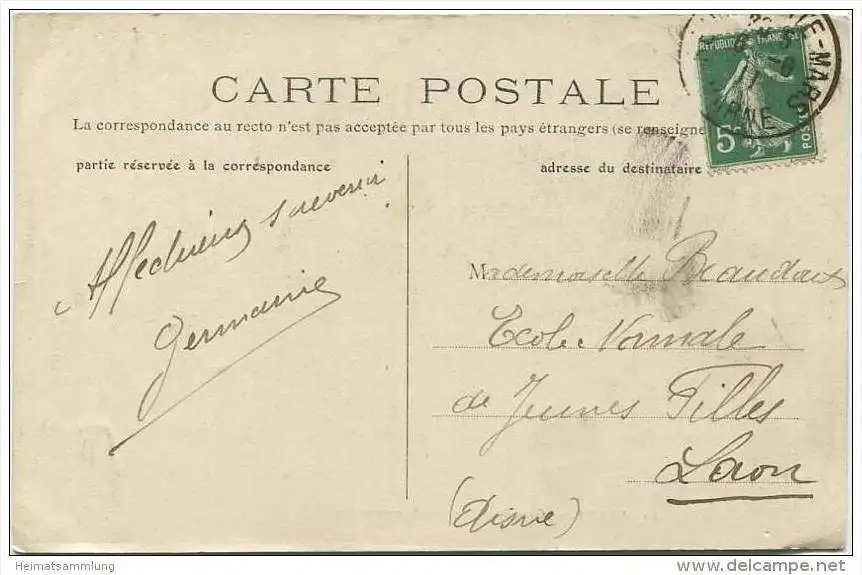 REPUBLIQUE FRANÇAISE
5c
POSTES
CARTE POSTALE
La correspondance au recto n'est pas acceptée par tous les pays étrangers (se renseigne
partie réservée à la correspondance
adresse du destinataire
Affectueux souvenir
Germaine
Mademoiselle
Ecole Normale
de Jeunes Filles
Laon
(Aisne)
Heimatsammlung
www.delcampe.net